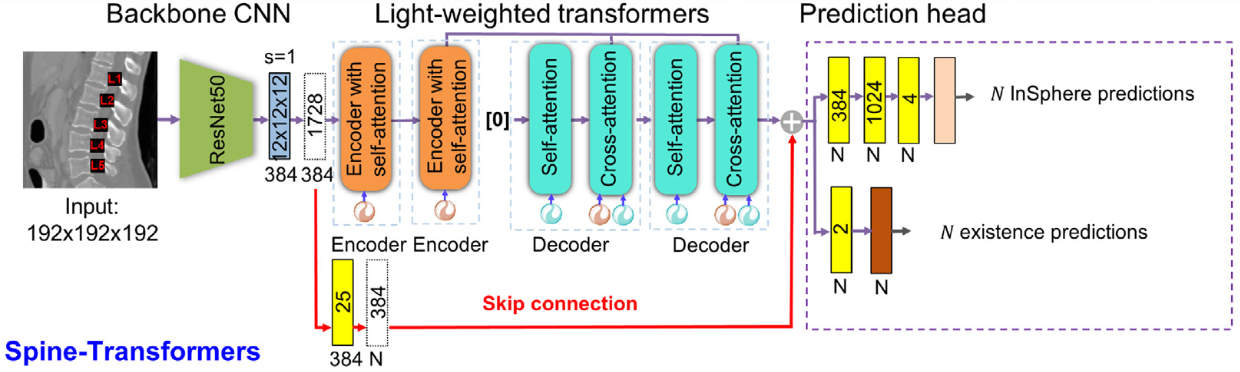 Backbone CNN
Light-weighted transformers
Prediction head
L1
L2
L3
L4
L5
Input:
192x192x192
ResNet50
s=1
12x12x12
384
1728
384
Encoder with
self-attention
Encoder
Encoder with
self-attention
Encoder
[0]
Self-attention
Cross-attention
Decoder
Self-attention
Cross-attention
Decoder
384
N
1024
N
4
N
N InSphere predictions
2
N
N
N existence predictions
25
384
384
N
Skip connection
Spine-Transformers